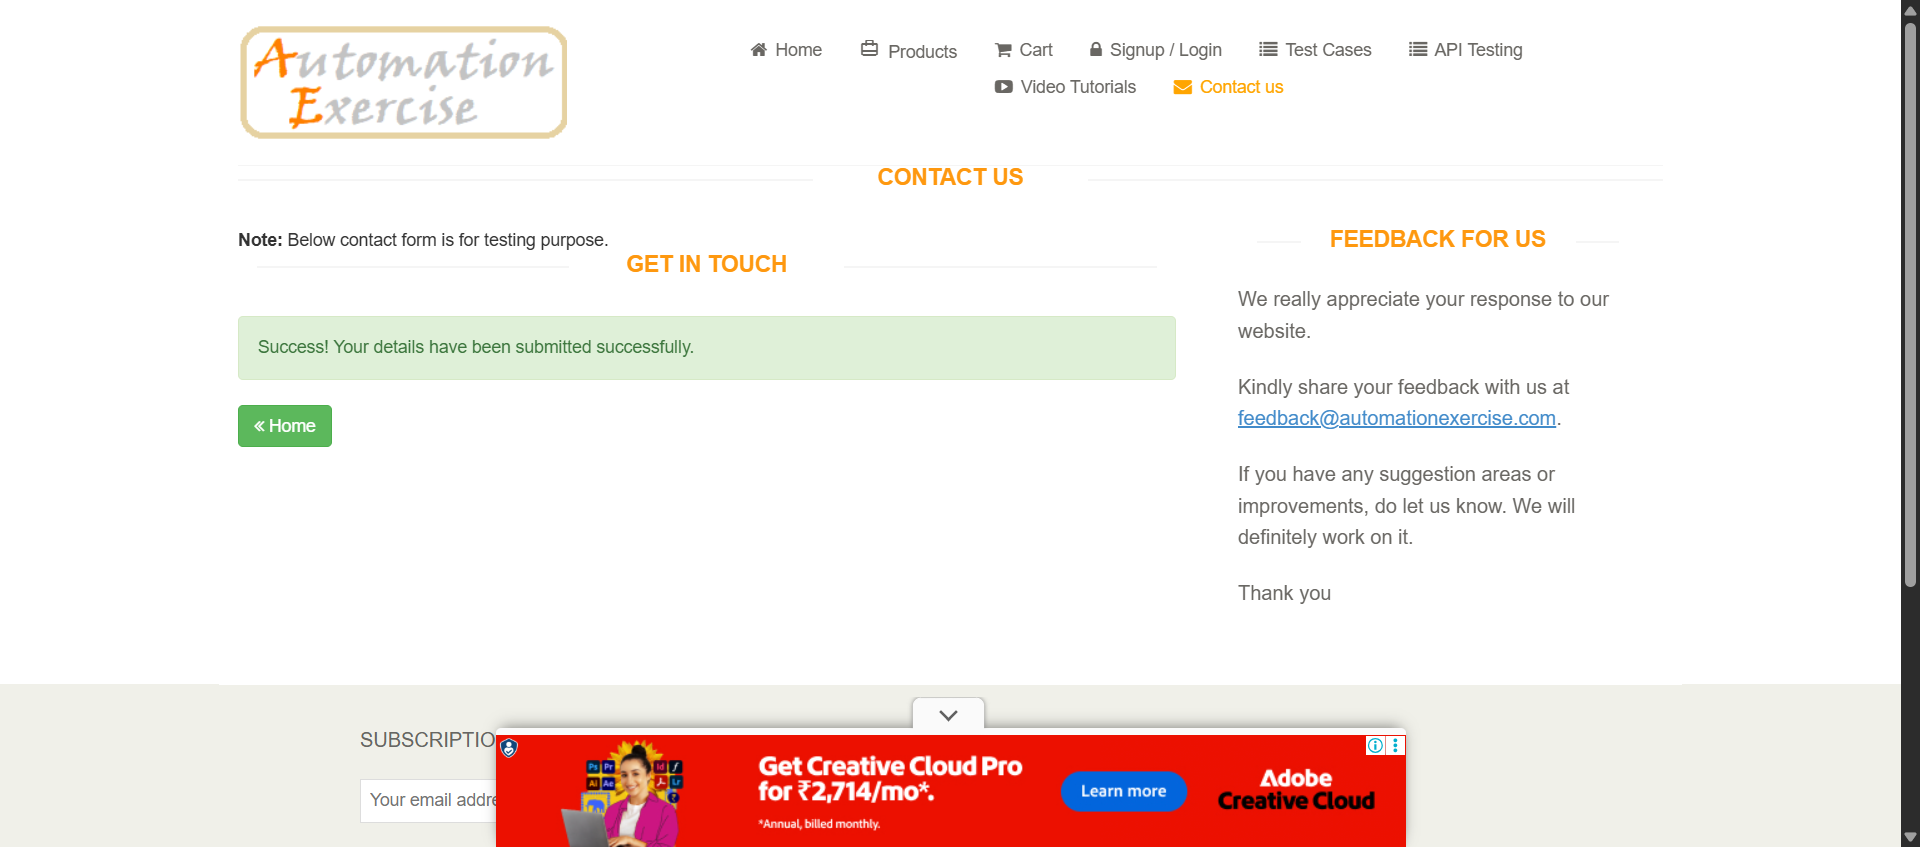 Automation
Exercise
Home
Products
Cart
Signup / Login
Test Cases
API Testing
Video Tutorials
Contact us
CONTACT US
Note: Below contact form is for testing purpose.
GET IN TOUCH
Success! Your details have been submitted successfully.
« Home
FEEDBACK FOR US
We really appreciate your response to our
website.
Kindly share your feedback with us at
feedback@automationexercise.com.
If you have any suggestion areas or
improvements, do let us know. We will
definitely work on it.
Thank you
SUBSCRIPTIO
Your email addre
Ps Pr Id f
Ai Ae Lr
Get Creative Cloud Pro
for ₹2,714/mo*.
*Annual, billed monthly.
Learn more
Adobe
Creative Cloud